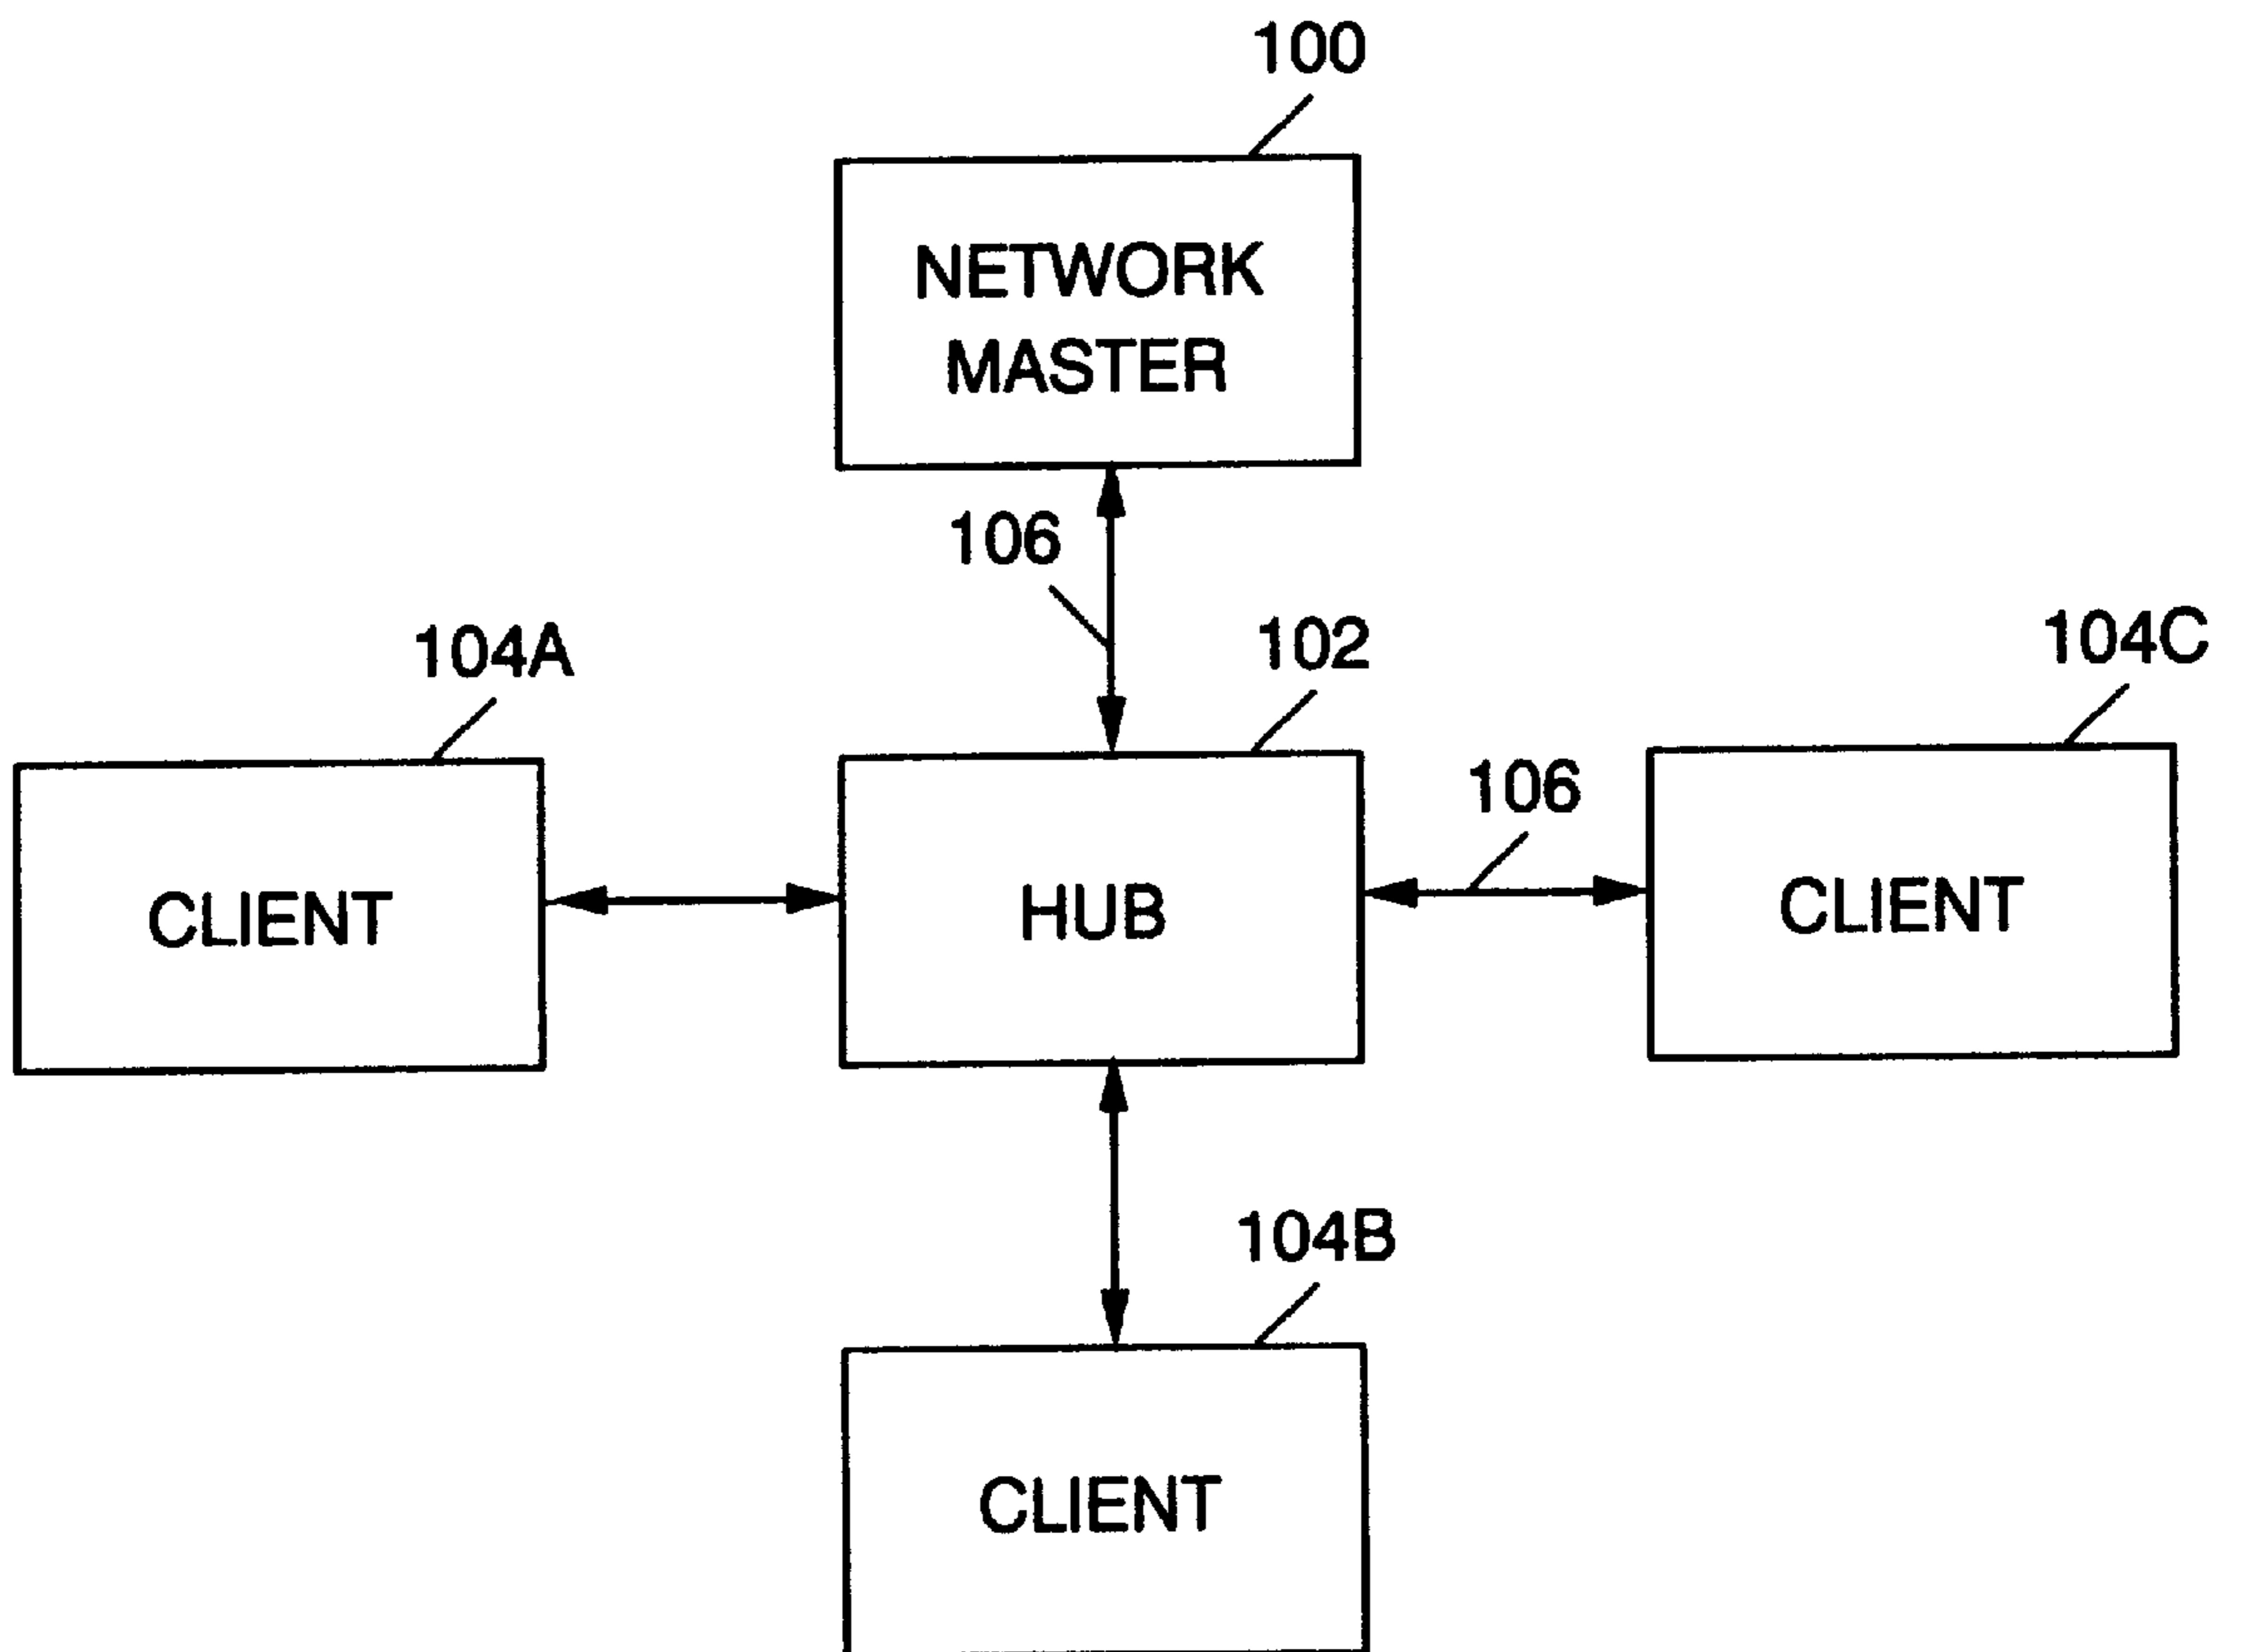 100
NETWORK
MASTER
106
102
104A
104C
106
CLIENT
HUB
CLIENT
104B
CLIENT